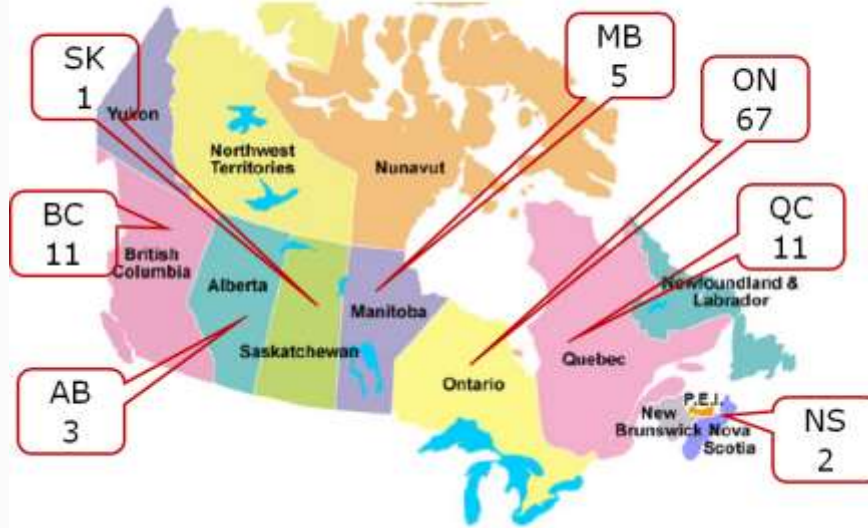 SK
1
MB
5
ON
67
Yukon
Northwest
Territories
Nunavut
BC
11
QC
11
British
Columbia
Alberta
Manitoba
Newfoundland &
Labrador
Saskatchewan
Quebec
Ontario
AB
3
P.E.I.
New
Brunswick
Nova
Scotia
NS
2